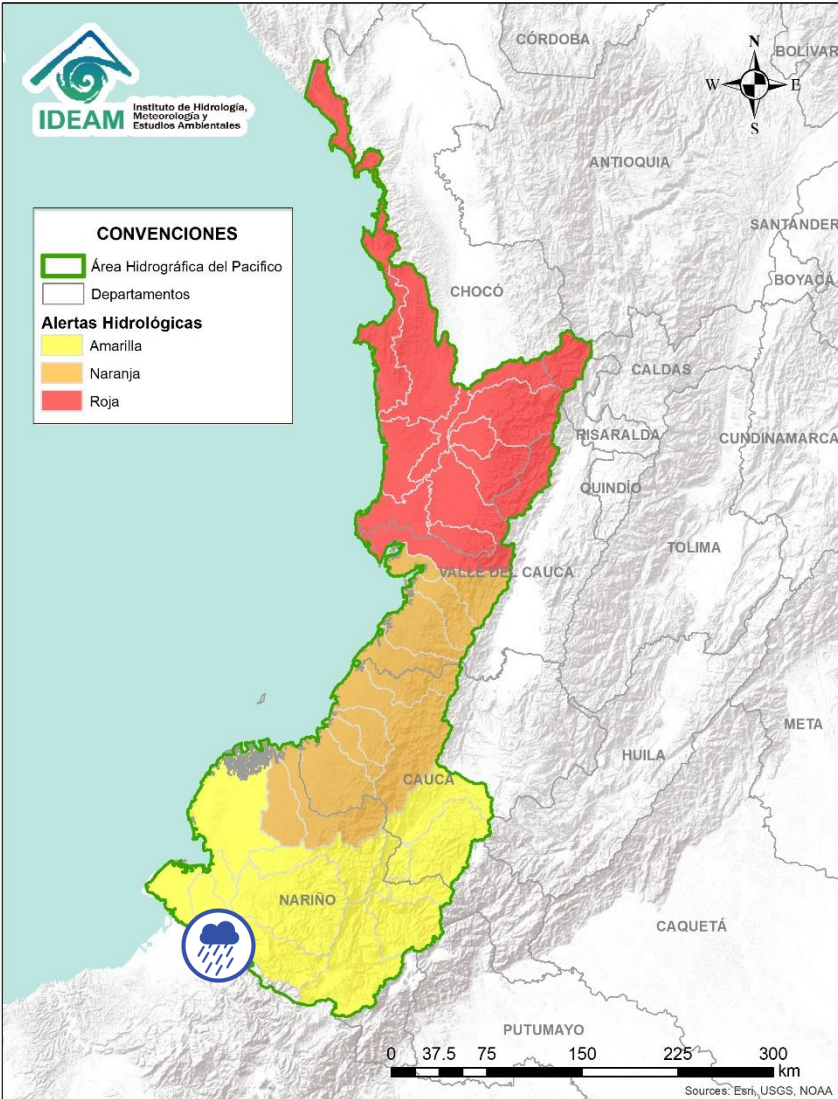 IDEAM
Instituto de Hidrología,
Meteorología y
Estudios Ambientales
CÓRDOBA
BOLÍVAR
N
W
E
S
ANTIOQUIA
SANTANDER
BOYACÁ
CONVENCIONES
Área Hidrográfica del Pacifico
Departamentos
Alertas Hidrológicas
Amarilla
Naranja
Roja
CHOCÓ
CALDAS
RISARALDA
CUNDINAMARCA
QUINDÍO
TOLIMA
VALLE DEL CAUCA
META
HUILA
CAUCA
NARIÑO
CAQUETÁ
PUTUMAYO
0 37.5 75 150 225 300
km
Sources: Esri, USGS, NOAA